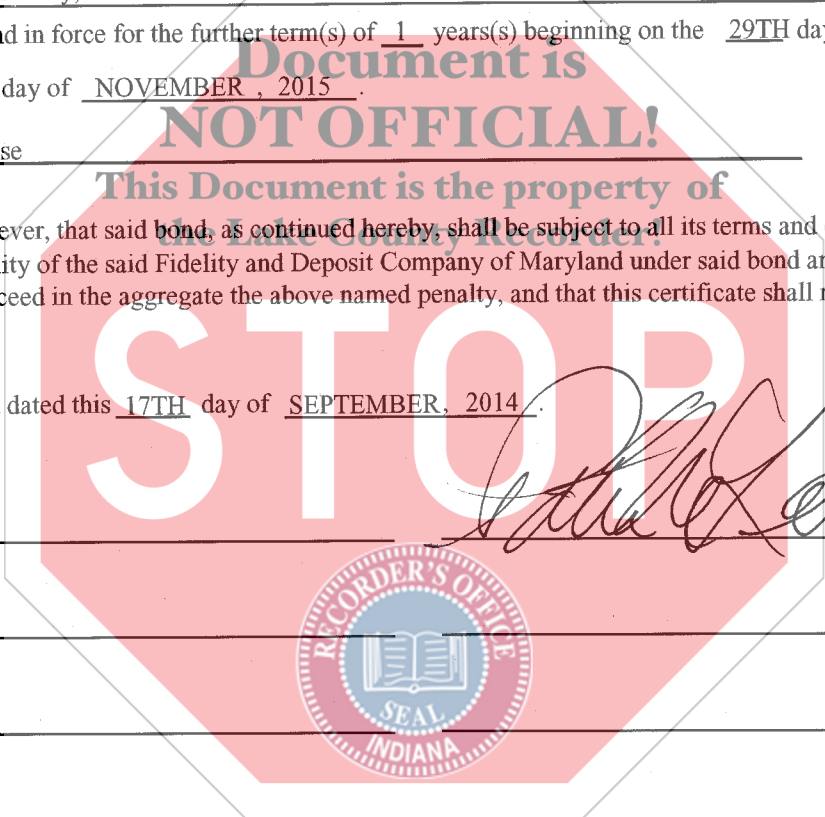 d in force for the further term(s) of 1 years(s) beginning on the 29TH day
Document is
day of NOVEMBER , 2015 .
NOT OFFICIAL!
se
This Document is the property of
ever, that said bond, as continued hereby, shall be subject to all its terms and
the Lake County Recorder!
ity of the said Fidelity and Deposit Company of Maryland under said bond
ceed in the aggregate the above named penalty, and that this certificate shall
STOP
dated this 17TH day of SEPTEMBER, 2014 .
RECORDER'S OFFICE
SEAL
INDIANA